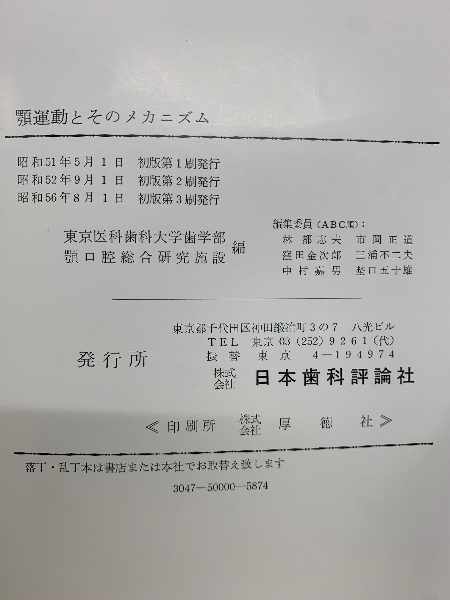 顎運動とそのメカニズム
昭和51年5月1日 初版第1刷発行
昭和52年9月1日 初版第2刷発行
昭和56年8月1日 初版第3刷発行
東京医科歯科大学歯学部
顎口腔総合研究施設
編
編集委員(ABC順):
林都志夫 市岡正道
窪田金次郎 三浦不二夫
中村嘉男 埜口五十雄
発行所
東京都千代田区神田鍛冶町3の7 八光ビル
TEL 東京 03 (252) 9261(代)
振替 東京 4―194974
株式会社 日本歯科評論社
≪印刷所 株式会社 厚徳社≫
落丁・乱丁本は書店または本社でお取替え致します
3047―50000―5874